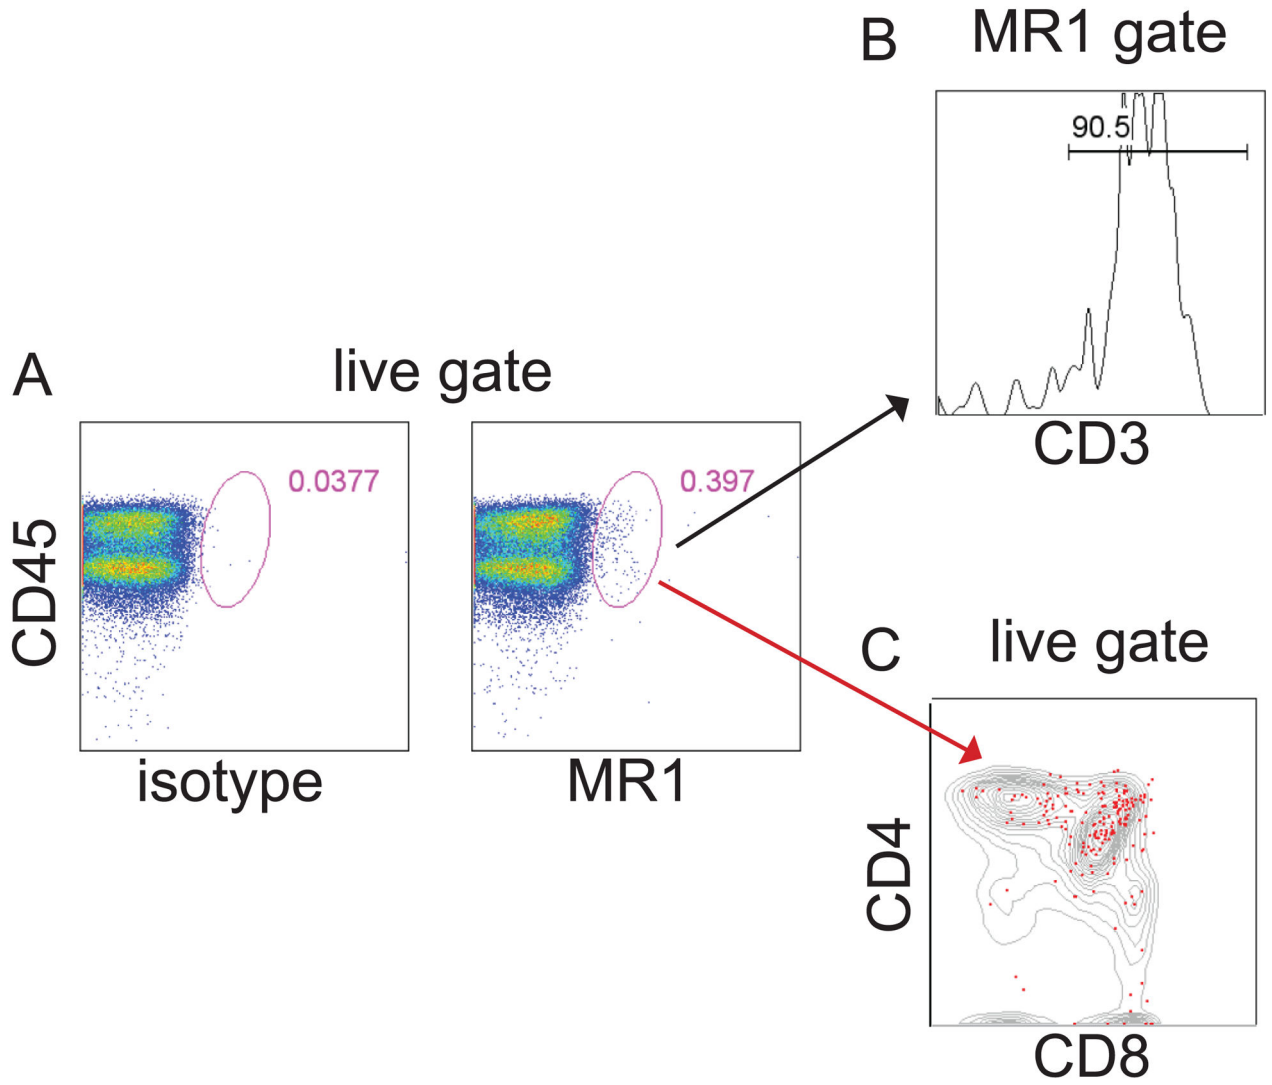 B
MR1 gate
90.5
CD3
A
live gate
0.0377
0.397
CD45
isotype
MR1
C
live gate
CD4
CD8